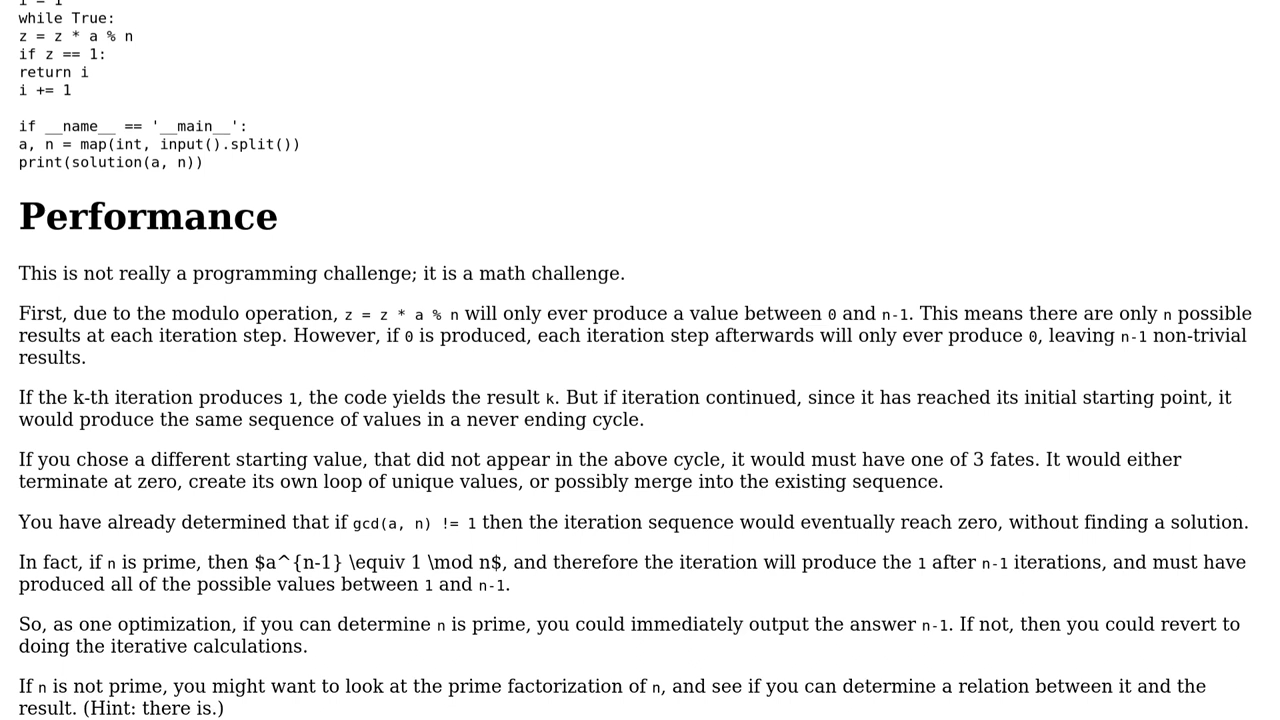 i = 1
while True:
z = z * a % n
if z == 1:
return i
i += 1
if __name__ == '__main__':
a, n = map(int, input().split())
print(solution(a, n))
Performance
This is not really a programming challenge; it is a math challenge.
First, due to the modulo operation, z = z * a % n will only ever produce a value between 0 and n-1. This means there are only n possible
results at each iteration step. However, if 0 is produced, each iteration step afterwards will only ever produce 0, leaving n-1 non-trivial
results.
If the k-th iteration produces 1, the code yields the result k. But if iteration continued, since it has reached its initial starting point, it
would produce the same sequence of values in a never ending cycle.
If you chose a different starting value, that did not appear in the above cycle, it would must have one of 3 fates. It would either
terminate at zero, create its own loop of unique values, or possibly merge into the existing sequence.
You have already determined that if gcd(a, n) != 1 then the iteration sequence would eventually reach zero, without finding a solution.
In fact, if n is prime, then $a^{n-1} \equiv 1 \mod n$, and therefore the iteration will produce the 1 after n-1 iterations, and must have
produced all of the possible values between 1 and n-1.
So, as one optimization, if you can determine n is prime, you could immediately output the answer n-1. If not, then you could revert to
doing the iterative calculations.
If n is not prime, you might want to look at the prime factorization of n, and see if you can determine a relation between it and the
result. (Hint: there is.)